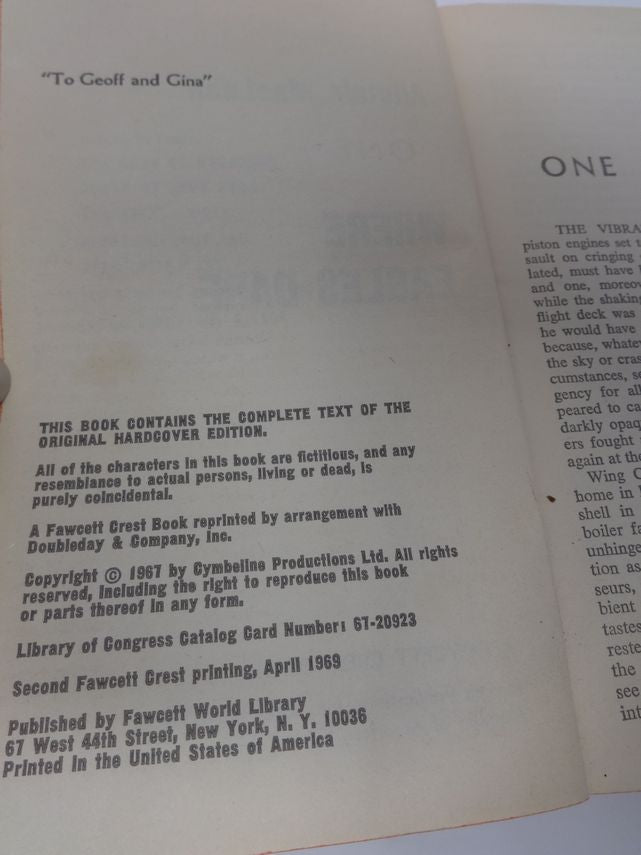 "To Geoff and Gina"
THIS BOOK CONTAINS THE COMPLETE TEXT OF THE
ORIGINAL HARDCOVER EDITION.
All of the characters in this book are fictitious, and any
resemblance to actual persons, living or dead, is
purely coincidental.
A Fawcett Crest Book reprinted by arrangement with
Doubleday & Company, Inc.
Copyright © 1967 by Cymbeline Productions Ltd. All rights
reserved, including the right to reproduce this book
or parts thereof in any form.
Library of Congress Catalog Card Number: 67-20923
Second Fawcett Crest printing, April 1969
Published by Fawcett World Library
67 West 44th Street, New York, N. Y. 10036
Printed in the United States of America
ONE
THE VIBRA
piston engines set
sault on cringing
lated, must have
and one, moreov
while the shaking
flight deck was
he would have
because, whatev
the sky or cras
cumstances, s
gency for all
peared to ca
darkly opaq
ers fought
again at the
Wing C
home in
shell in
boiler fa
unhinge
tion as
seurs,
bient
tastes
reste
the
see
int